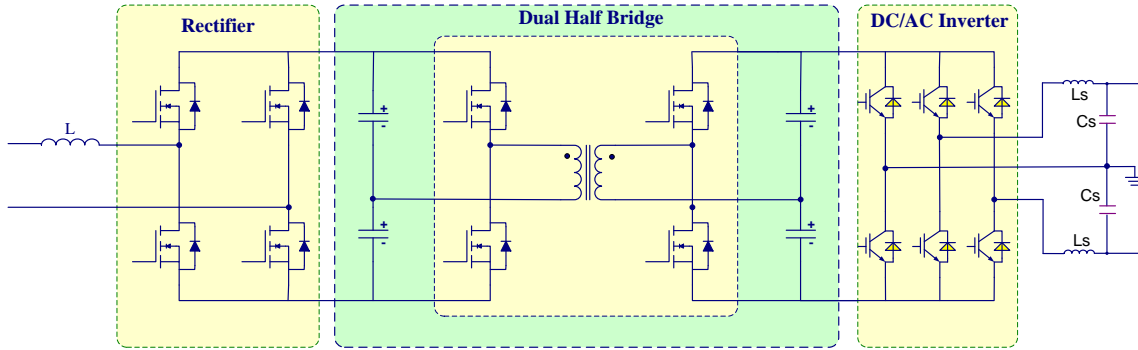 Rectifier
Dual Half Bridge
DC/AC Inverter
L
+
-
+
-
+
-
+
-
Ls
Cs
Cs
Ls